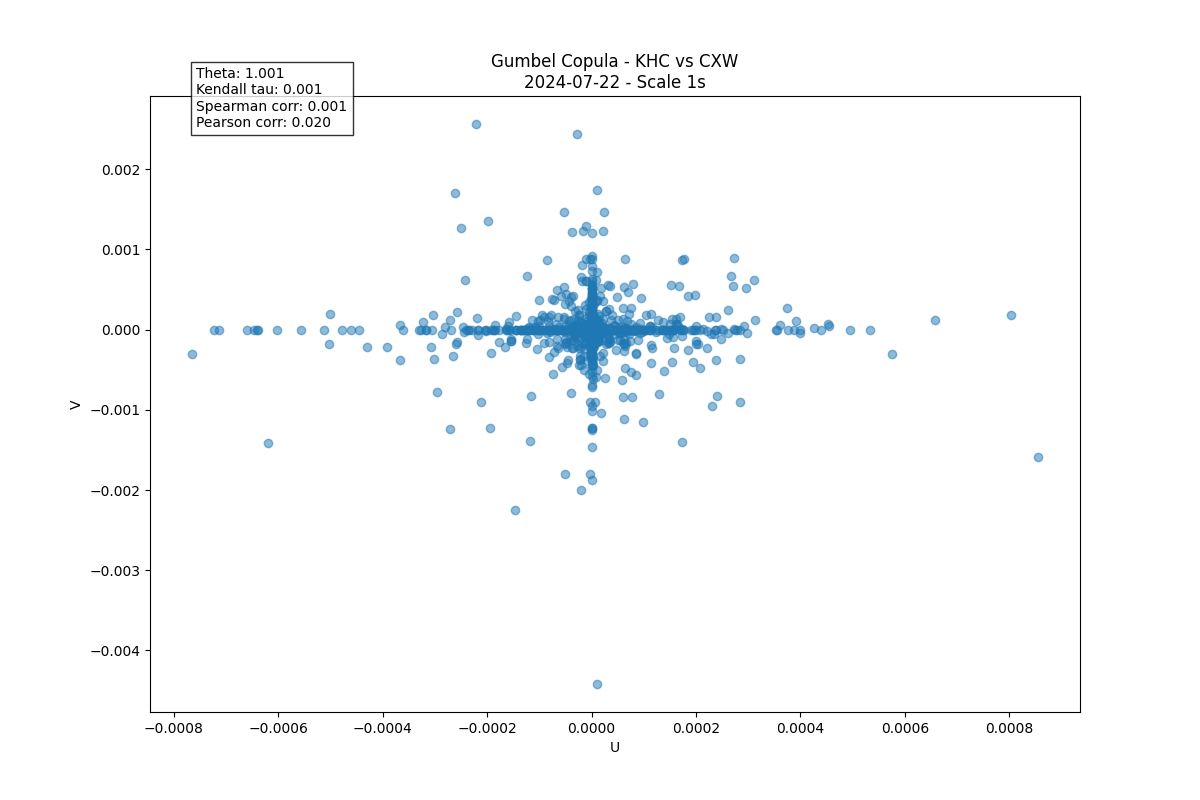 Gumbel Copula - KHC vs CXW
2024-07-22 - Scale 1s
Theta: 1.001
Kendall tau: 0.001
Spearman corr: 0.001
Pearson corr: 0.020
0.002
0.001
0.000
−0.001
−0.002
−0.003
−0.004
V
−0.0008
−0.0006
−0.0004
−0.0002
0.0000
0.0002
0.0004
0.0006
0.0008
U